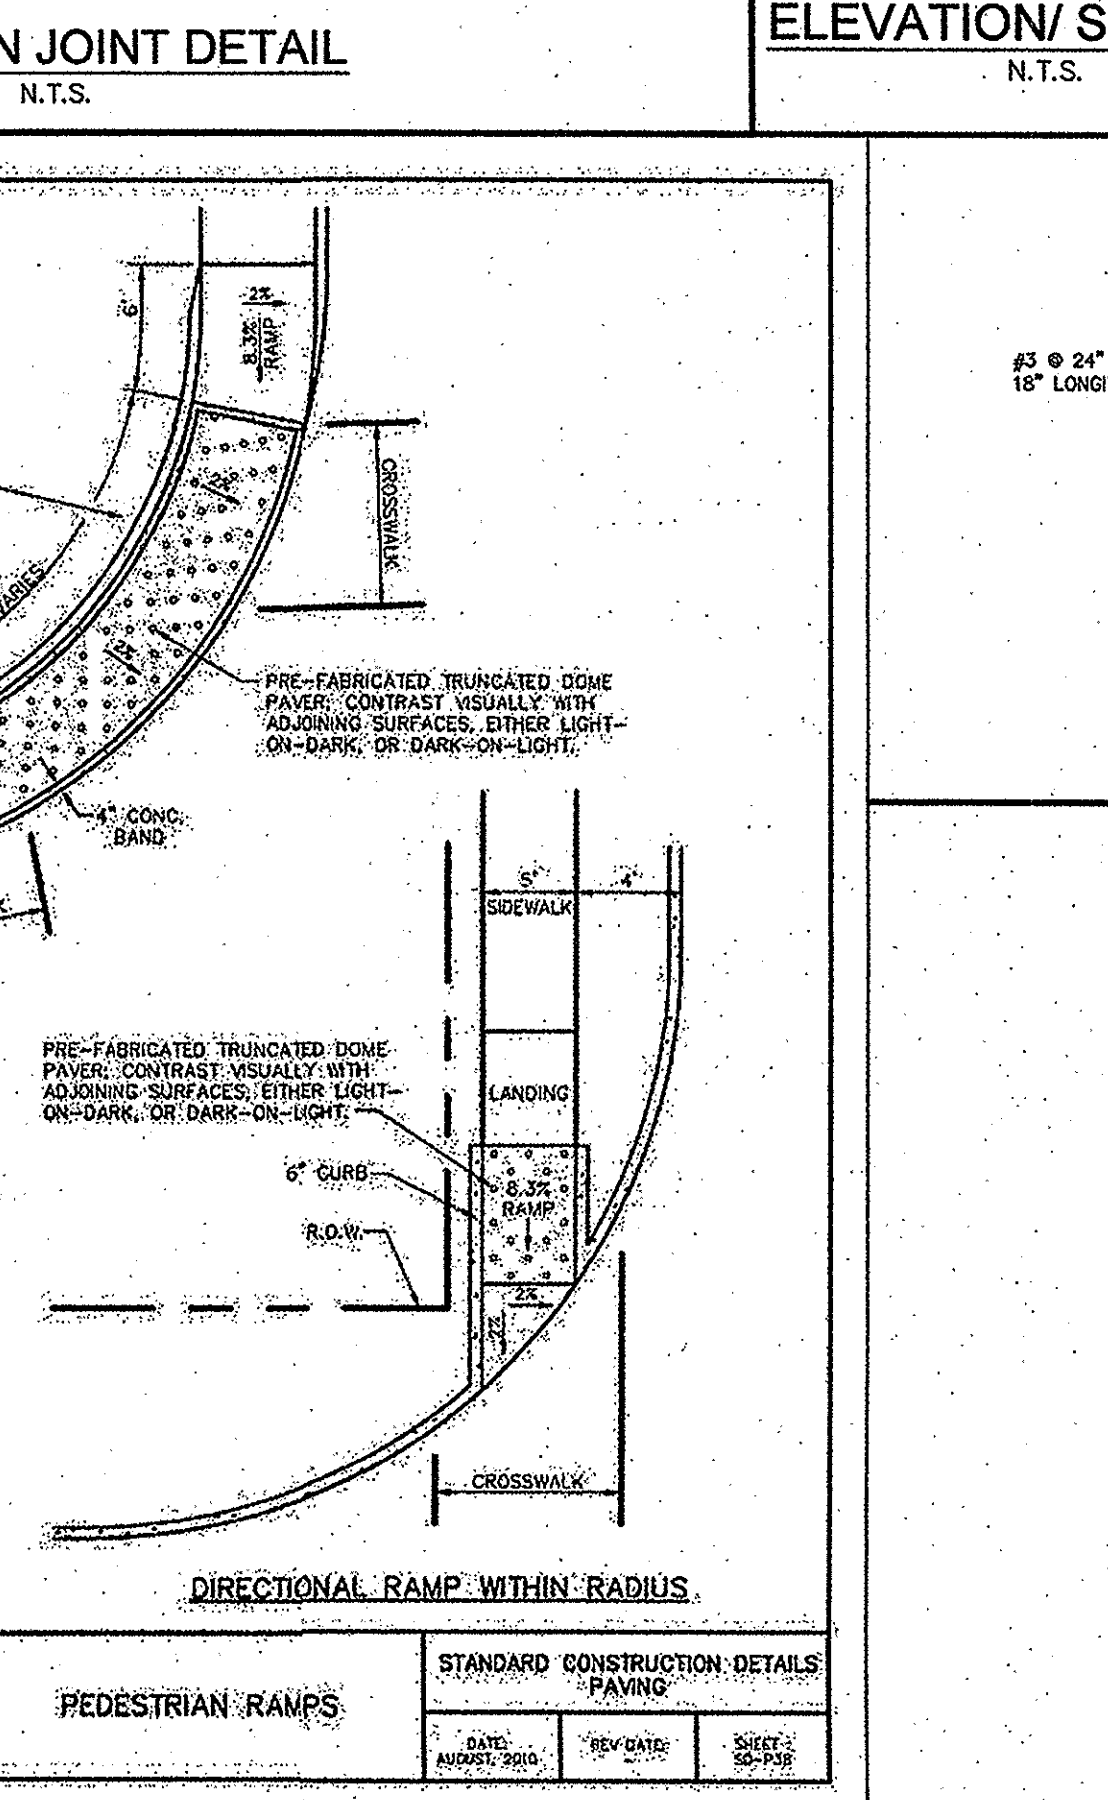 N JOINT DETAIL
N.T.S.
ELEVATION/ S
N.T.S.
6'
2%
8.3%
RAMP
#3 @ 24"
18" LONGI
CROSSWALK
2%
VARIES
2%
PRE-FABRICATED TRUNCATED DOME
PAVER; CONTRAST VISUALLY WITH
ADJOINING SURFACES, EITHER LIGHT-
ON-DARK, OR DARK-ON-LIGHT.
4" CONC.
BAND
5'
4'
SIDEWALK
PRE-FABRICATED TRUNCATED DOME
PAVER; CONTRAST VISUALLY WITH
ADJOINING SURFACES, EITHER LIGHT-
ON-DARK, OR DARK-ON-LIGHT.
LANDING
6" CURB
8.3%
RAMP
R.O.W.
2%
2%
CROSSWALK
DIRECTIONAL RAMP WITHIN RADIUS
PEDESTRIAN RAMPS
STANDARD CONSTRUCTION DETAILS
PAVING
DATE:
AUGUST, 2010
REV DATE:
SHEET
SD-P3B